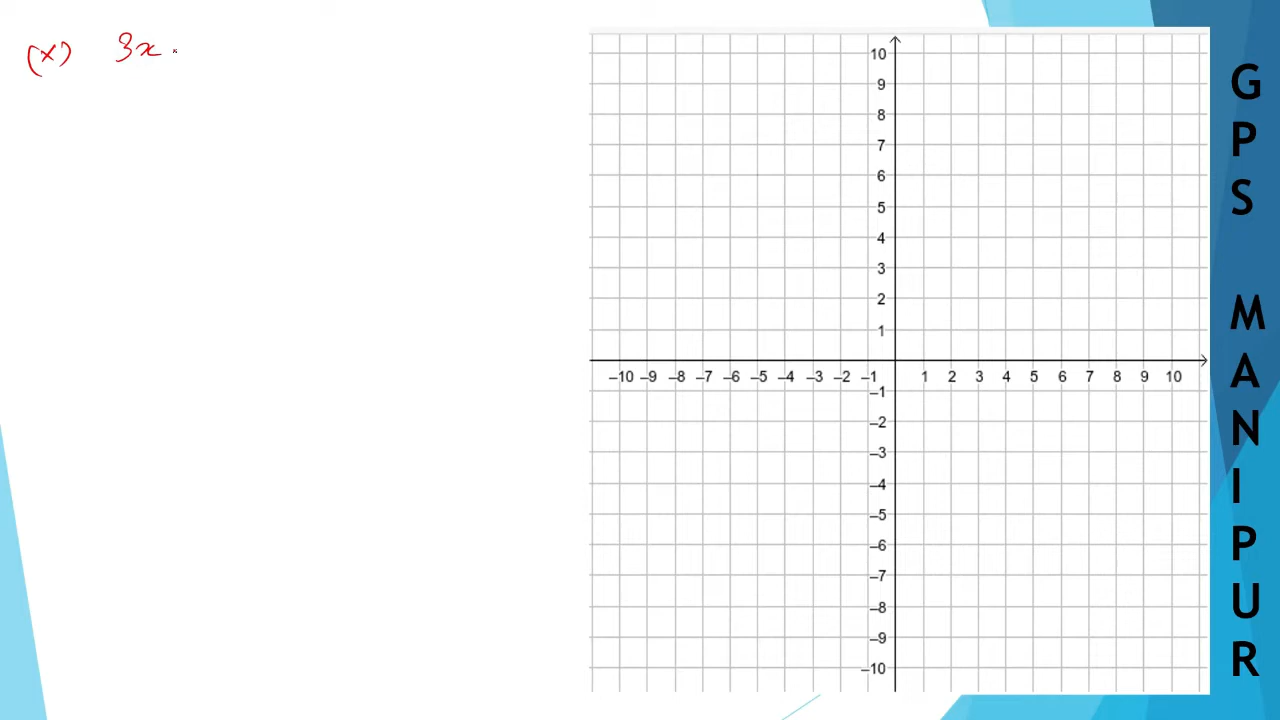 (x) 3x
10
9
8
7
6
5
4
3
2
1
–10 –9 –8 –7 –6 –5 –4 –3 –2 –1 1 2 3 4 5 6 7 8 9 10
–1
–2
–3
–4
–5
–6
–7
–8
–9
–10
G
P
S
M
A
N
I
P
U
R